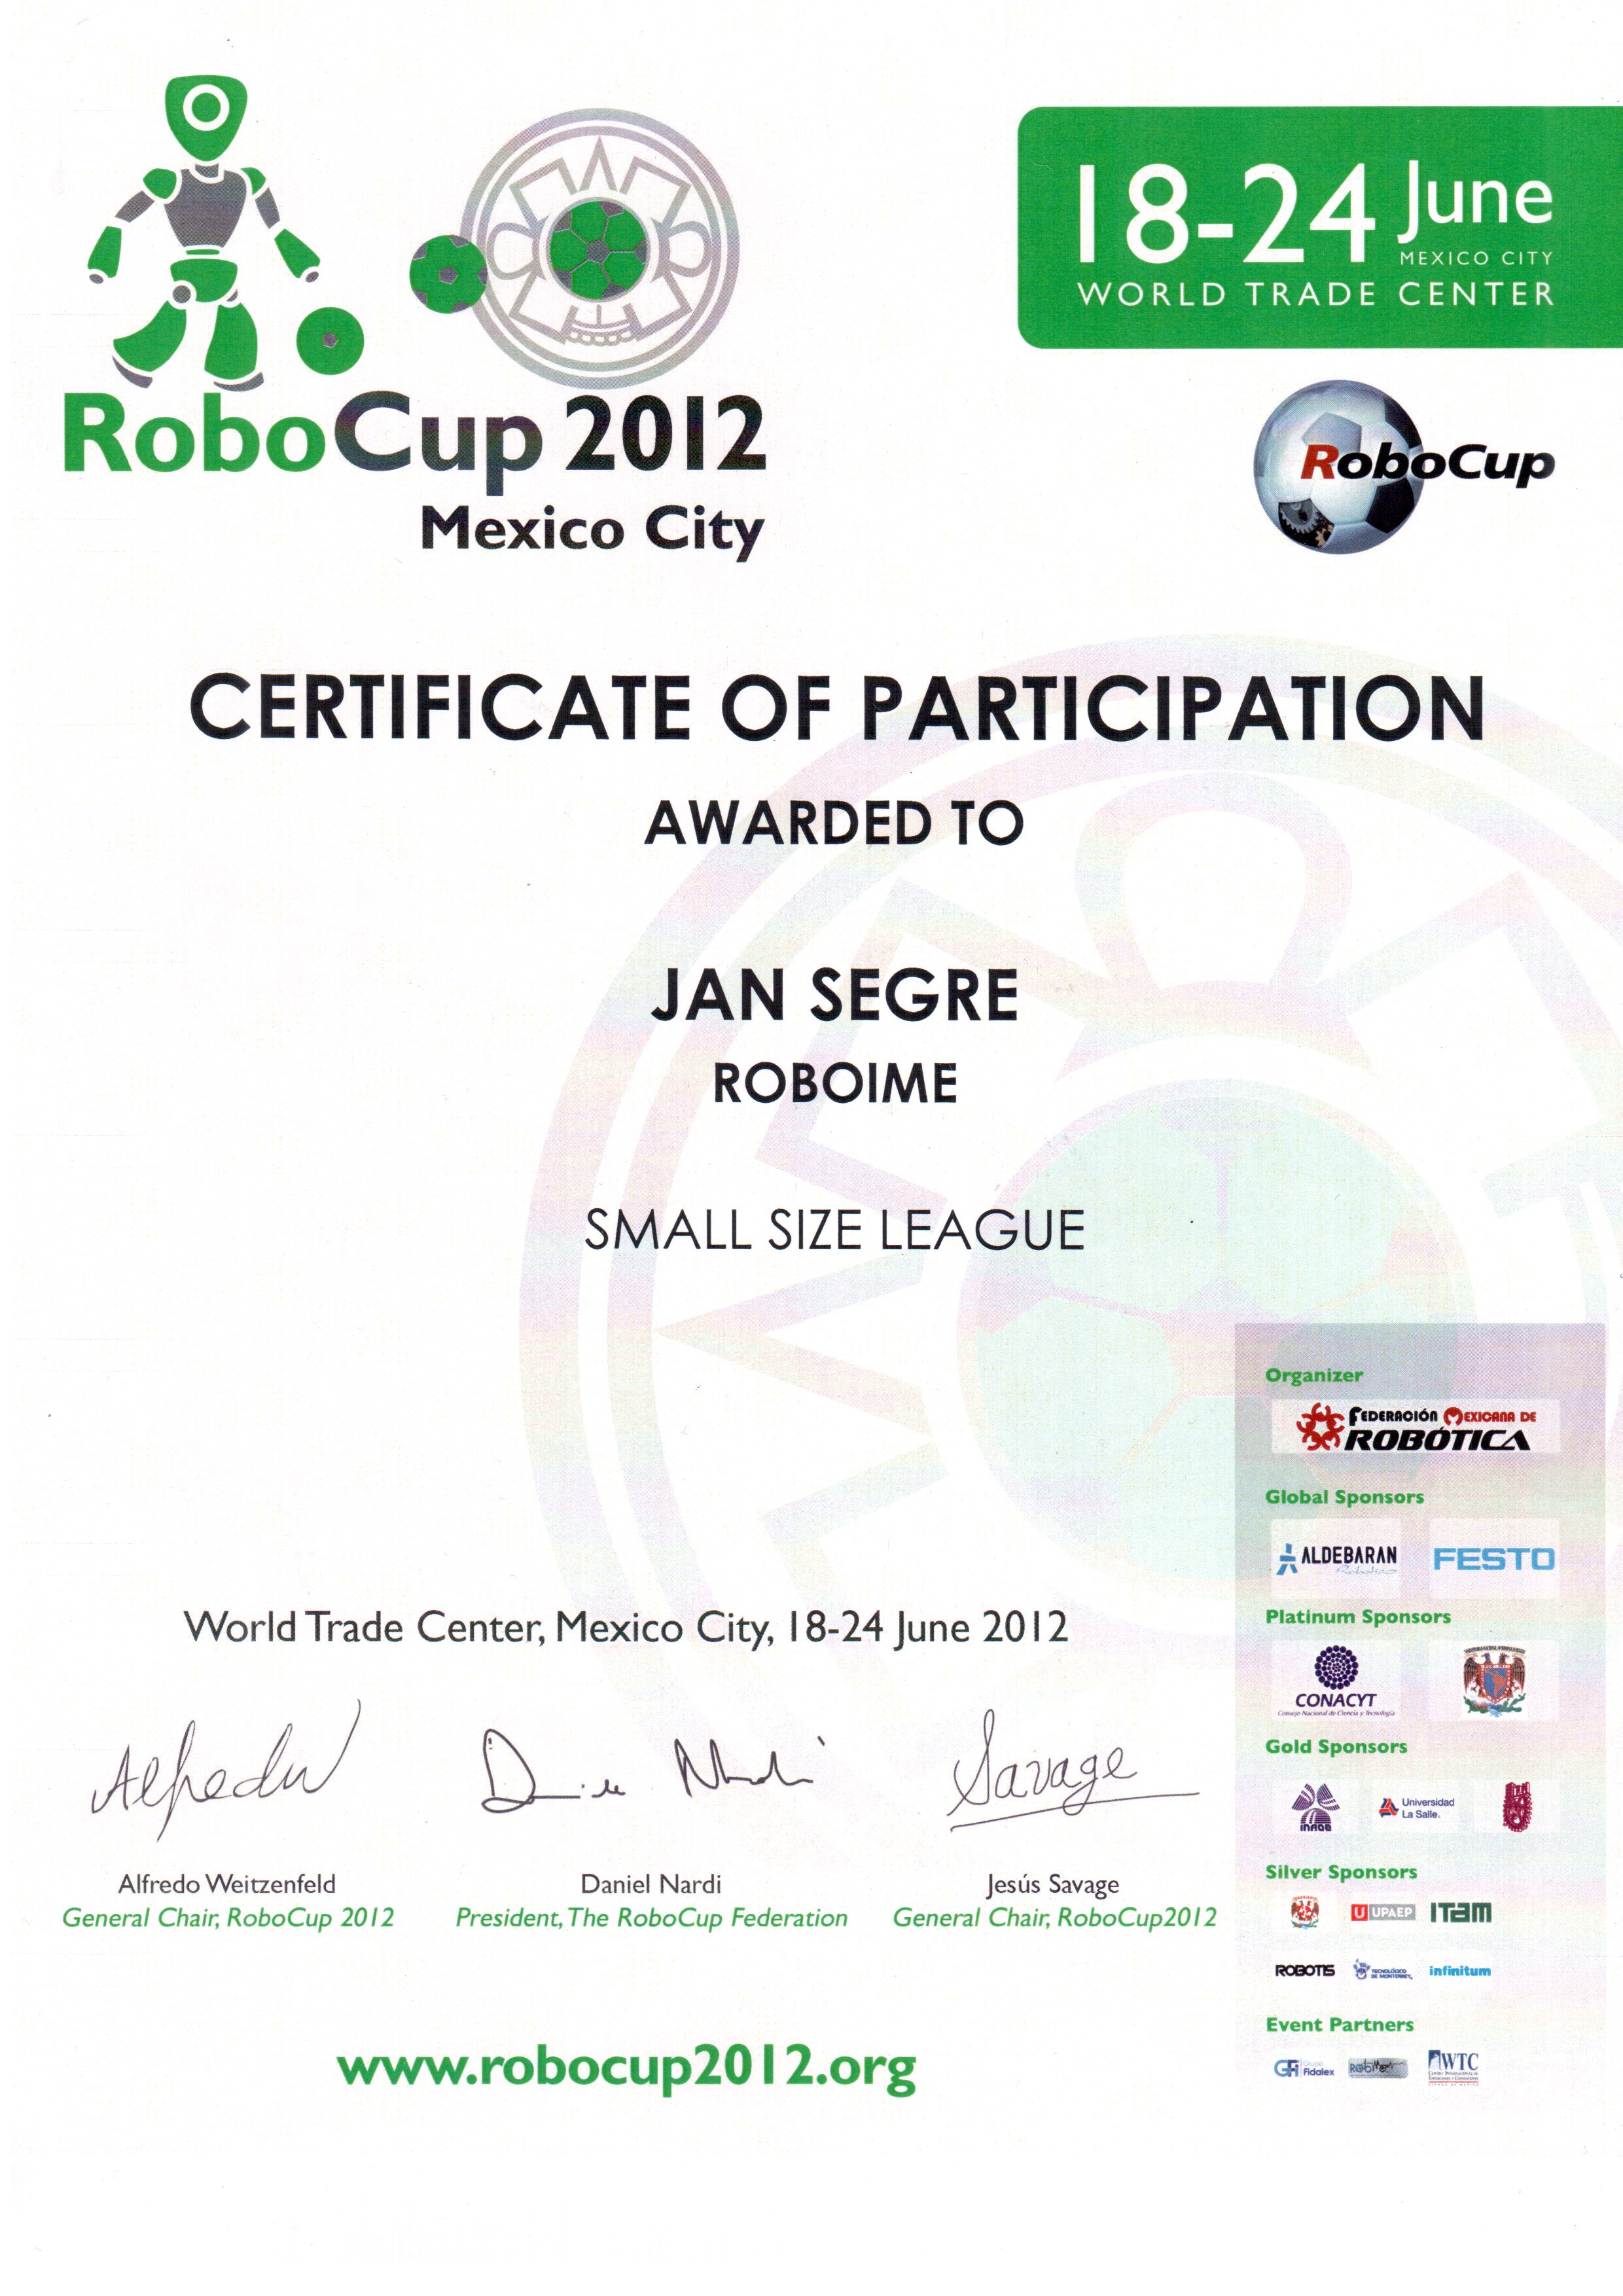 RoboCup 2012
Mexico City
18-24 June
MEXICO CITY
WORLD TRADE CENTER
RoboCup
CERTIFICATE OF PARTICIPATION
AWARDED TO
JAN SEGRE
ROBOIME
SMALL SIZE LEAGUE
World Trade Center, Mexico City, 18-24 June 2012
Alfredo
Daniele Nardi
Savage
Alfredo Weitzenfeld
General Chair, RoboCup 2012
Daniel Nardi
President, The RoboCup Federation
Jesús Savage
General Chair, RoboCup2012
www.robocup2012.org
Organizer
FEDERACIÓN MEXICANA DE
ROBÓTICA
Global Sponsors
ALDEBARAN
Robotics
FESTO
Platinum Sponsors
CONACYT
Consejo Nacional de Ciencia y Tecnología
Gold Sponsors
INAOE
Universidad
La Salle.
Silver Sponsors
U UPAEP
ITAM
ROBOTIS
TECNOLÓGICO
DE MONTERREY
infinitum
Event Partners
GFi Grupo
Fidalex
WTC